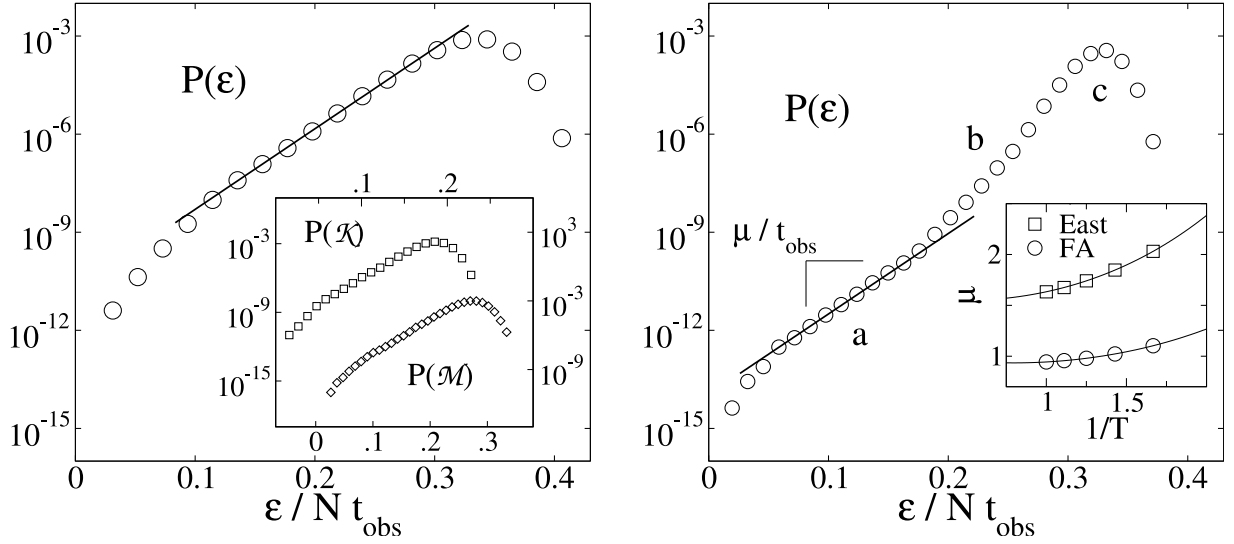 10⁻³
10⁻⁶
10⁻⁹
10⁻¹²
10⁻¹⁵
P(ε)
.1 .2
P(𝒦)
10⁻³
10⁻⁹
10⁻¹⁵
10³
10⁻³
10⁻⁹
P(ℳ)
0 .1 .2 .3
0 0.1 0.2 0.3 0.4
ε / N t_obs
10⁻³
10⁻⁶
10⁻⁹
10⁻¹²
10⁻¹⁵
P(ε)
c
b
μ / t_obs
a
East
FA
2
μ
1
1 1.5
1/T
0 0.1 0.2 0.3 0.4
ε / N t_obs